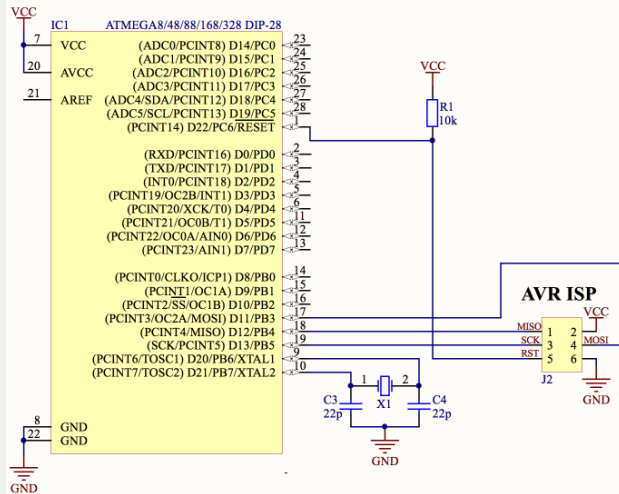 VCC
IC1 ATMEGA8/48/88/168/328 DIP-28
7 VCC (ADC0/PCINT8) D14/PC0 23
(ADC1/PCINT9) D15/PC1 24
20 AVCC (ADC2/PCINT10) D16/PC2 25
(ADC3/PCINT11) D17/PC3 26
21 AREF (ADC4/SDA/PCINT12) D18/PC4 27
(ADC5/SCL/PCINT13) D19/PC5 28
(PCINT14) D22/PC6/RESET 1
(RXD/PCINT16) D0/PD0 2
(TXD/PCINT17) D1/PD1 3
(INT0/PCINT18) D2/PD2 4
(PCINT19/OC2B/INT1) D3/PD3 5
(PCINT20/XCK/T0) D4/PD4 6
(PCINT21/OC0B/T1) D5/PD5 11
(PCINT22/OC0A/AIN0) D6/PD6 12
(PCINT23/AIN1) D7/PD7 13
(PCINT0/CLKO/ICP1) D8/PB0 14
(PCINT1/OC1A) D9/PB1 15
(PCINT2/SS/OC1B) D10/PB2 16
(PCINT3/OC2A/MOSI) D11/PB3 17
(PCINT4/MISO) D12/PB4 18
(SCK/PCINT5) D13/PB5 19
(PCINT6/TOSC1) D20/PB6/XTAL1 9
(PCINT7/TOSC2) D21/PB7/XTAL2 10
8 GND
22 GND
GND
VCC
R1
10k
AVR ISP
VCC
MISO 1 2
SCK 3 4 MOSI
RST 5 6
J2
GND
1 2
C3 X1 C4
22p 22p
GND